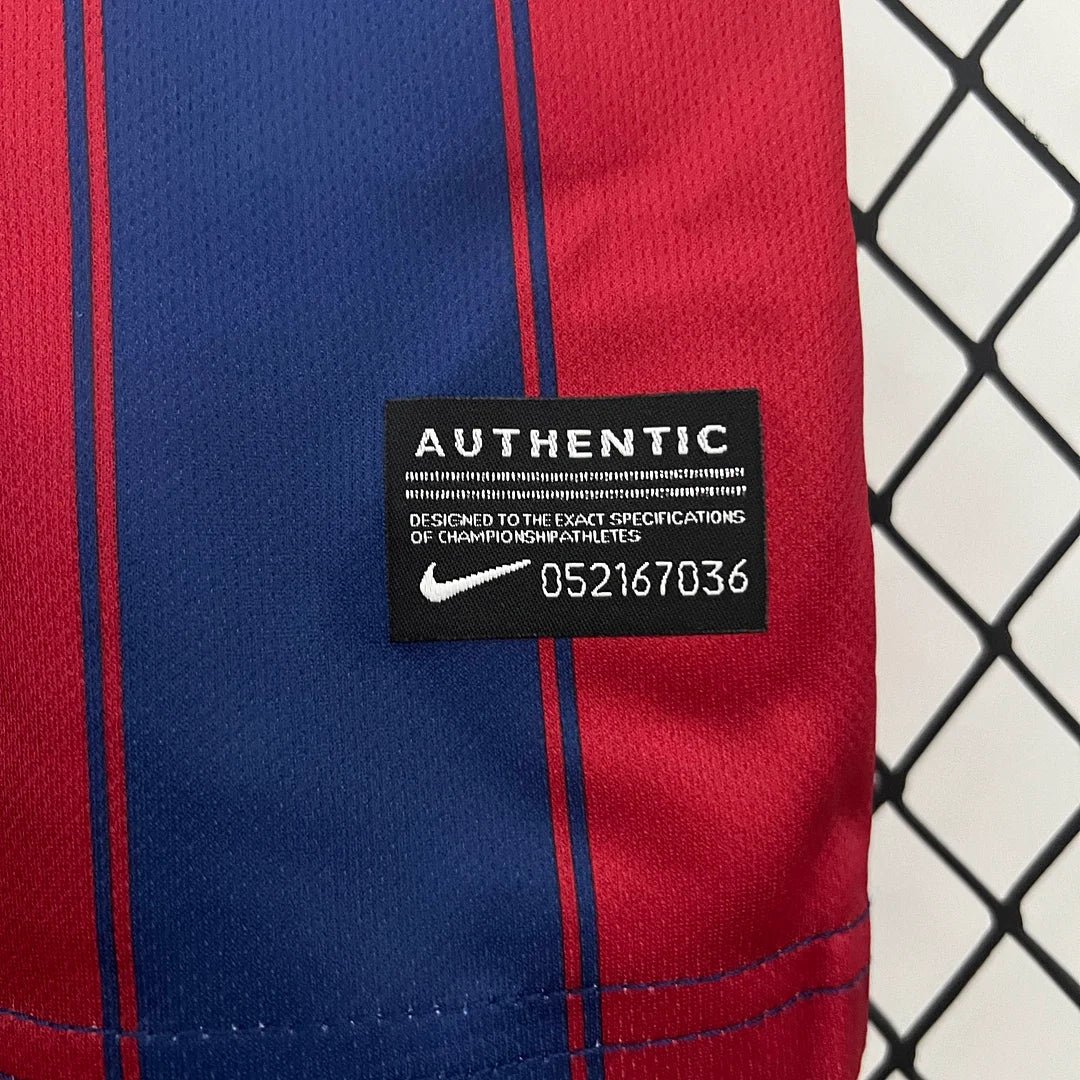 AUTHENTIC
DESIGNED TO THE EXACT SPECIFICATIONS
OF CHAMPIONSHIPATHLETES
052167036